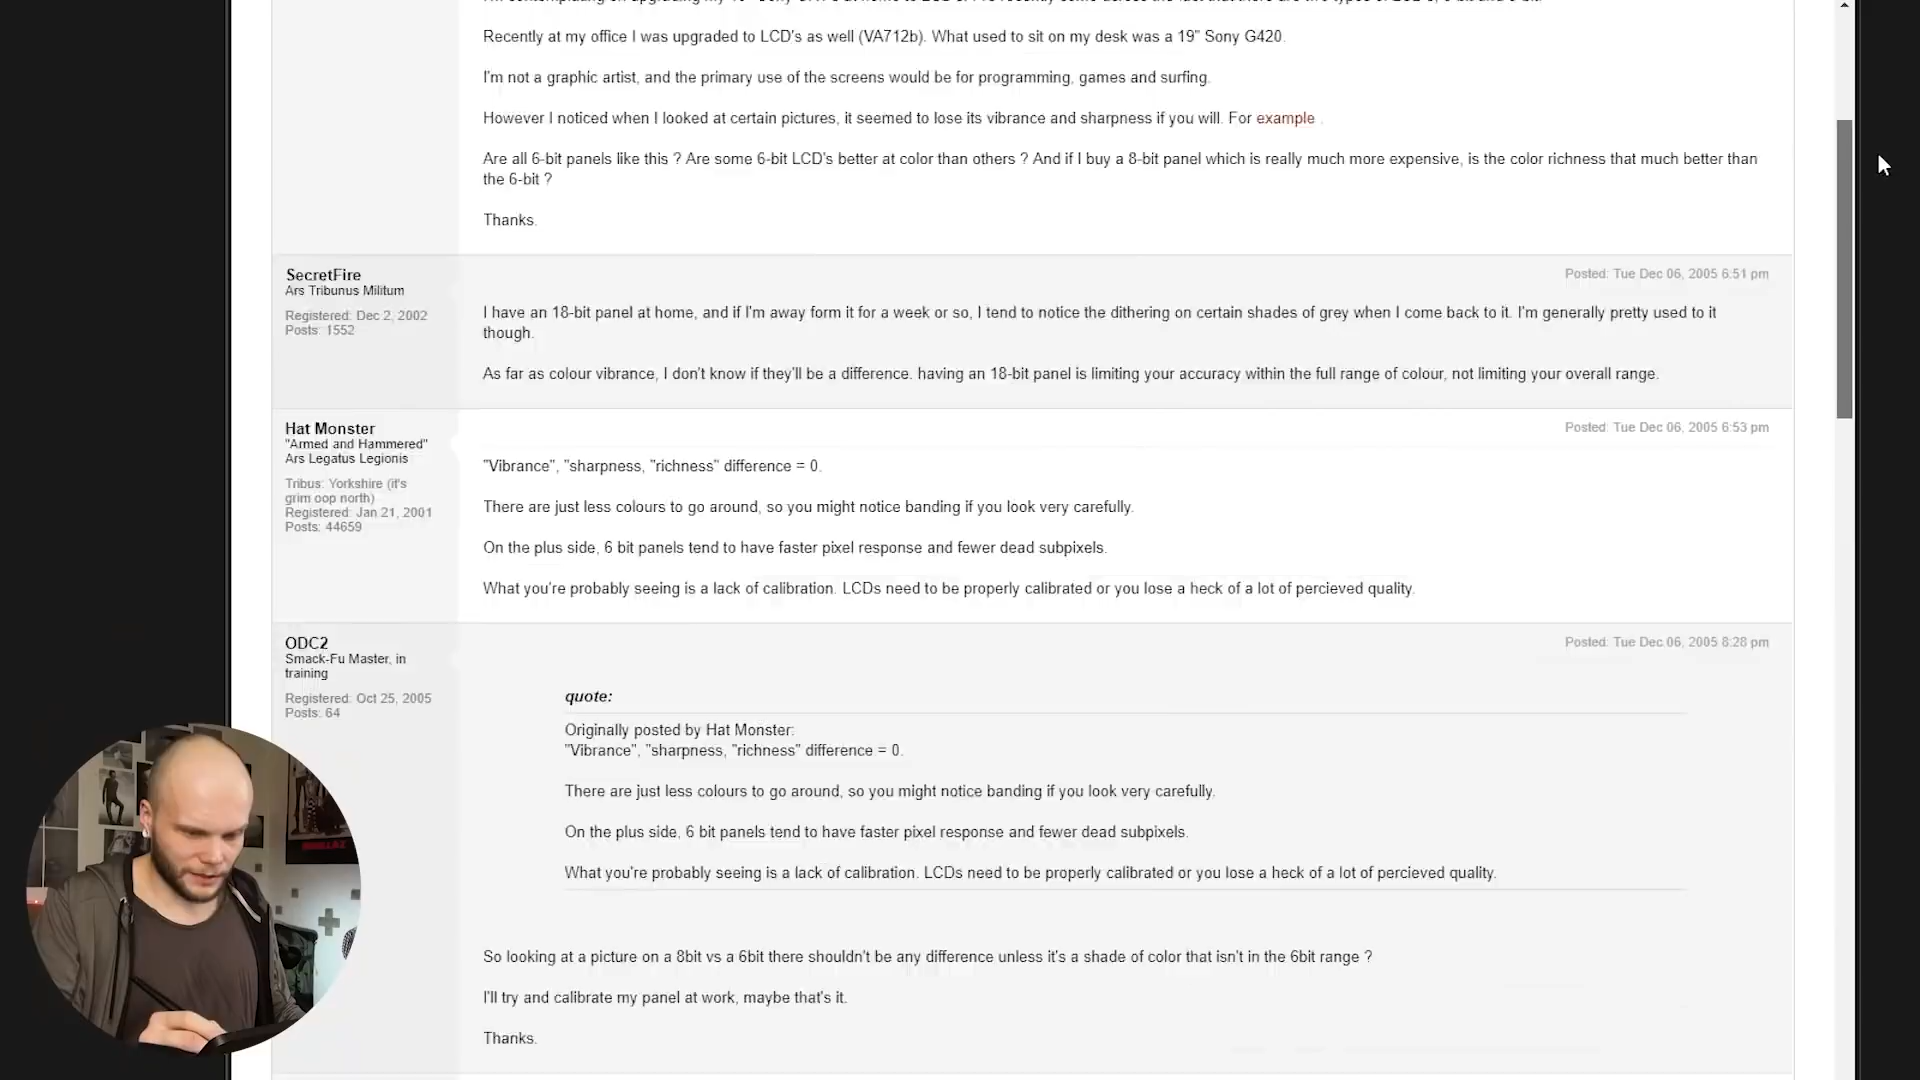 Recently at my office I was upgraded to LCD's as well (VA712b). What used to sit on my desk was a 19" Sony G420.
I'm not a graphic artist, and the primary use of the screens would be for programming, games and surfing.
However I noticed when I looked at certain pictures, it seemed to lose its vibrance and sharpness if you will. For example .
Are all 6-bit panels like this ? Are some 6-bit LCD's better at color than others ? And if I buy a 8-bit panel which is really much more expensive, is the color richness that much better than
the 6-bit ?
Thanks.
SecretFire
Ars Tribunus Militum
Registered: Dec 2, 2002
Posts: 1552
Posted: Tue Dec 06, 2005 6:51 pm
I have an 18-bit panel at home, and if I'm away form it for a week or so, I tend to notice the dithering on certain shades of grey when I come back to it. I'm generally pretty used to it
though.
As far as colour vibrance, I don't know if they'll be a difference. having an 18-bit panel is limiting your accuracy within the full range of colour, not limiting your overall range.
Hat Monster
"Armed and Hammered"
Ars Legatus Legionis
Tribus: Yorkshire (it's
grim oop north)
Registered: Jan 21, 2001
Posts: 44659
Posted: Tue Dec 06, 2005 6:53 pm
"Vibrance", "sharpness, "richness" difference = 0.
There are just less colours to go around, so you might notice banding if you look very carefully.
On the plus side, 6 bit panels tend to have faster pixel response and fewer dead subpixels.
What you're probably seeing is a lack of calibration. LCDs need to be properly calibrated or you lose a heck of a lot of percieved quality.
ODC2
Smack-Fu Master, in
training
Registered: Oct 25, 2005
Posts: 64
Posted: Tue Dec 06, 2005 8:28 pm
quote:
Originally posted by Hat Monster:
"Vibrance", "sharpness, "richness" difference = 0.
There are just less colours to go around, so you might notice banding if you look very carefully.
On the plus side, 6 bit panels tend to have faster pixel response and fewer dead subpixels.
What you're probably seeing is a lack of calibration. LCDs need to be properly calibrated or you lose a heck of a lot of percieved quality.
So looking at a picture on a 8bit vs a 6bit there shouldn't be any difference unless it's a shade of color that isn't in the 6bit range ?
I'll try and calibrate my panel at work, maybe that's it.
Thanks.